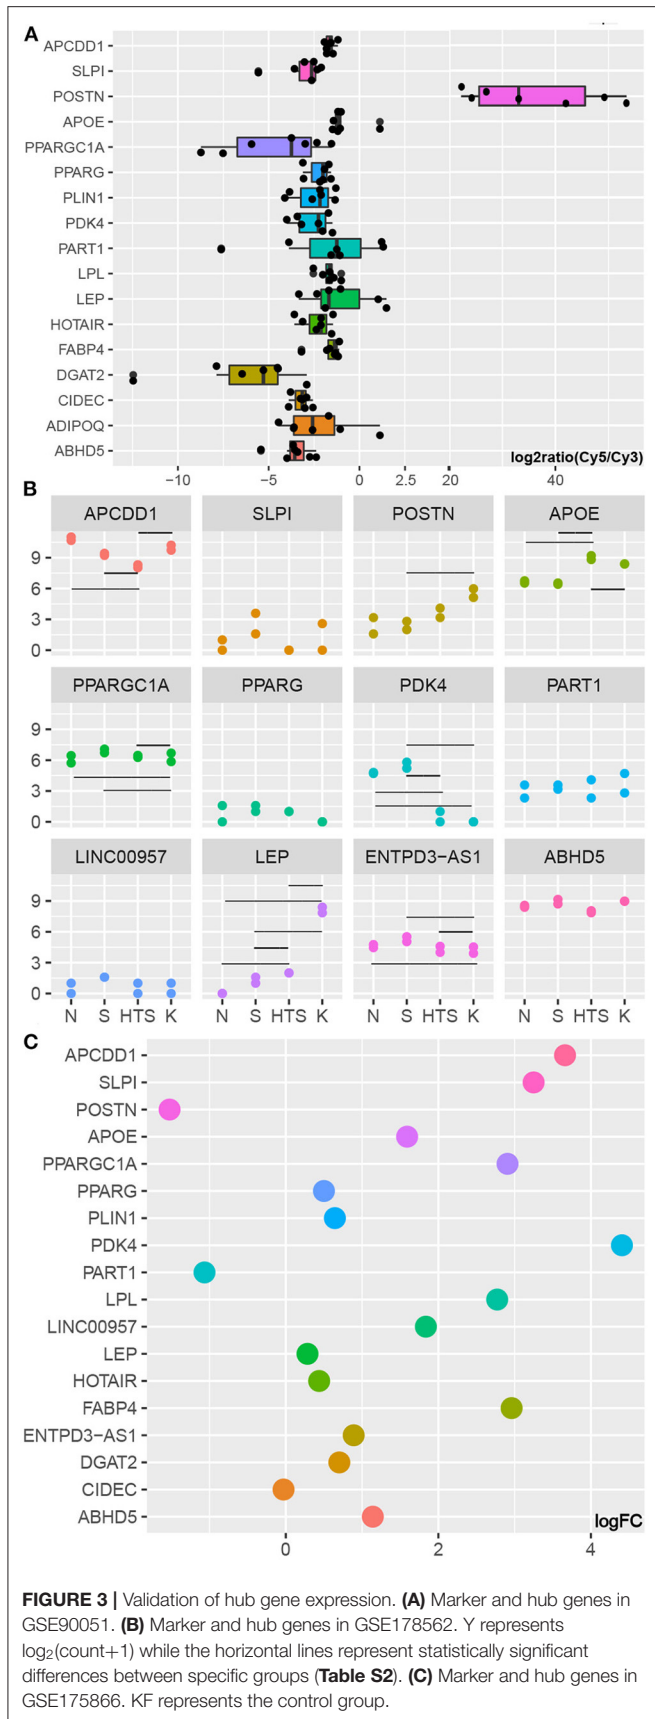 A
APCDD1
SLPI
POSTN
APOE
PPARGC1A
PPARG
PLIN1
PDK4
PART1
LPL
LEP
HOTAIR
FABP4
DGAT2
CIDEC
ADIPOQ
ABHD5
log2ratio(Cy5/Cy3)
−10 −5 0 2.5 20 40
B
APCDD1 SLPI POSTN APOE
9
6
3
0
PPARGC1A PPARG PDK4 PART1
9
6
3
0
LINC00957 LEP ENTPD3−AS1 ABHD5
9
6
3
0
N S HTS K N S HTS K N S HTS K N S HTS K
C
APCDD1
SLPI
POSTN
APOE
PPARGC1A
PPARG
PLIN1
PDK4
PART1
LPL
LINC00957
LEP
HOTAIR
FABP4
ENTPD3−AS1
DGAT2
CIDEC
ABHD5
logFC
0 2 4
FIGURE 3 | Validation of hub gene expression. (A) Marker and hub genes in
GSE90051. (B) Marker and hub genes in GSE178562. Y represents
log₂(count+1) while the horizontal lines represent statistically significant
differences between specific groups (Table S2). (C) Marker and hub genes in
GSE175866. KF represents the control group.